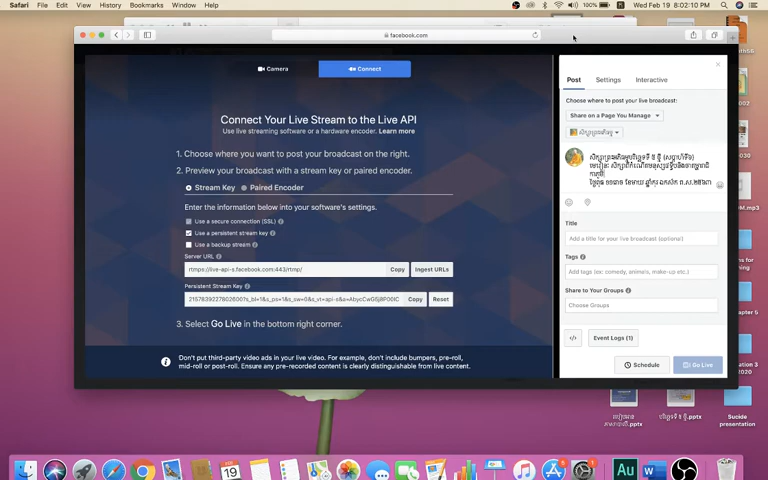 Safari File Edit View History Bookmarks Window Help
100% Wed Feb 19 8:02:10 PM
facebook.com
Camera Connect
Connect Your Live Stream to the Live API
Use live streaming software or a hardware encoder. Learn more
1. Choose where you want to post your broadcast on the right.
2. Preview your broadcast with a stream key or paired encoder.
Stream Key Paired Encoder
Enter the information below into your software's settings.
Use a secure connection (SSL)
Use a persistent stream key
Use a backup stream
Server URL
rtmps://live-api-s.facebook.com:443/rtmp/ Copy Ingest URLs
Persistent Stream Key
Copy Reset
3. Select Go Live in the bottom right corner.
Don't put third-party video ads in your live video. For example, don't include bumpers, pre-roll,
mid-roll or post-roll. Ensure any pre-recorded content is clearly distinguishable from live content.
Post Settings Interactive
Choose where to post your live broadcast:
Share on a Page You Manage
Title
Add a title for your live broadcast (optional)
Tags
Add tags (ex: comedy, animals, make-up etc.)
Share to Your Groups
Choose Groups
</> Event Logs (1)
Schedule Go Live
Sucide
presentation
19
Au